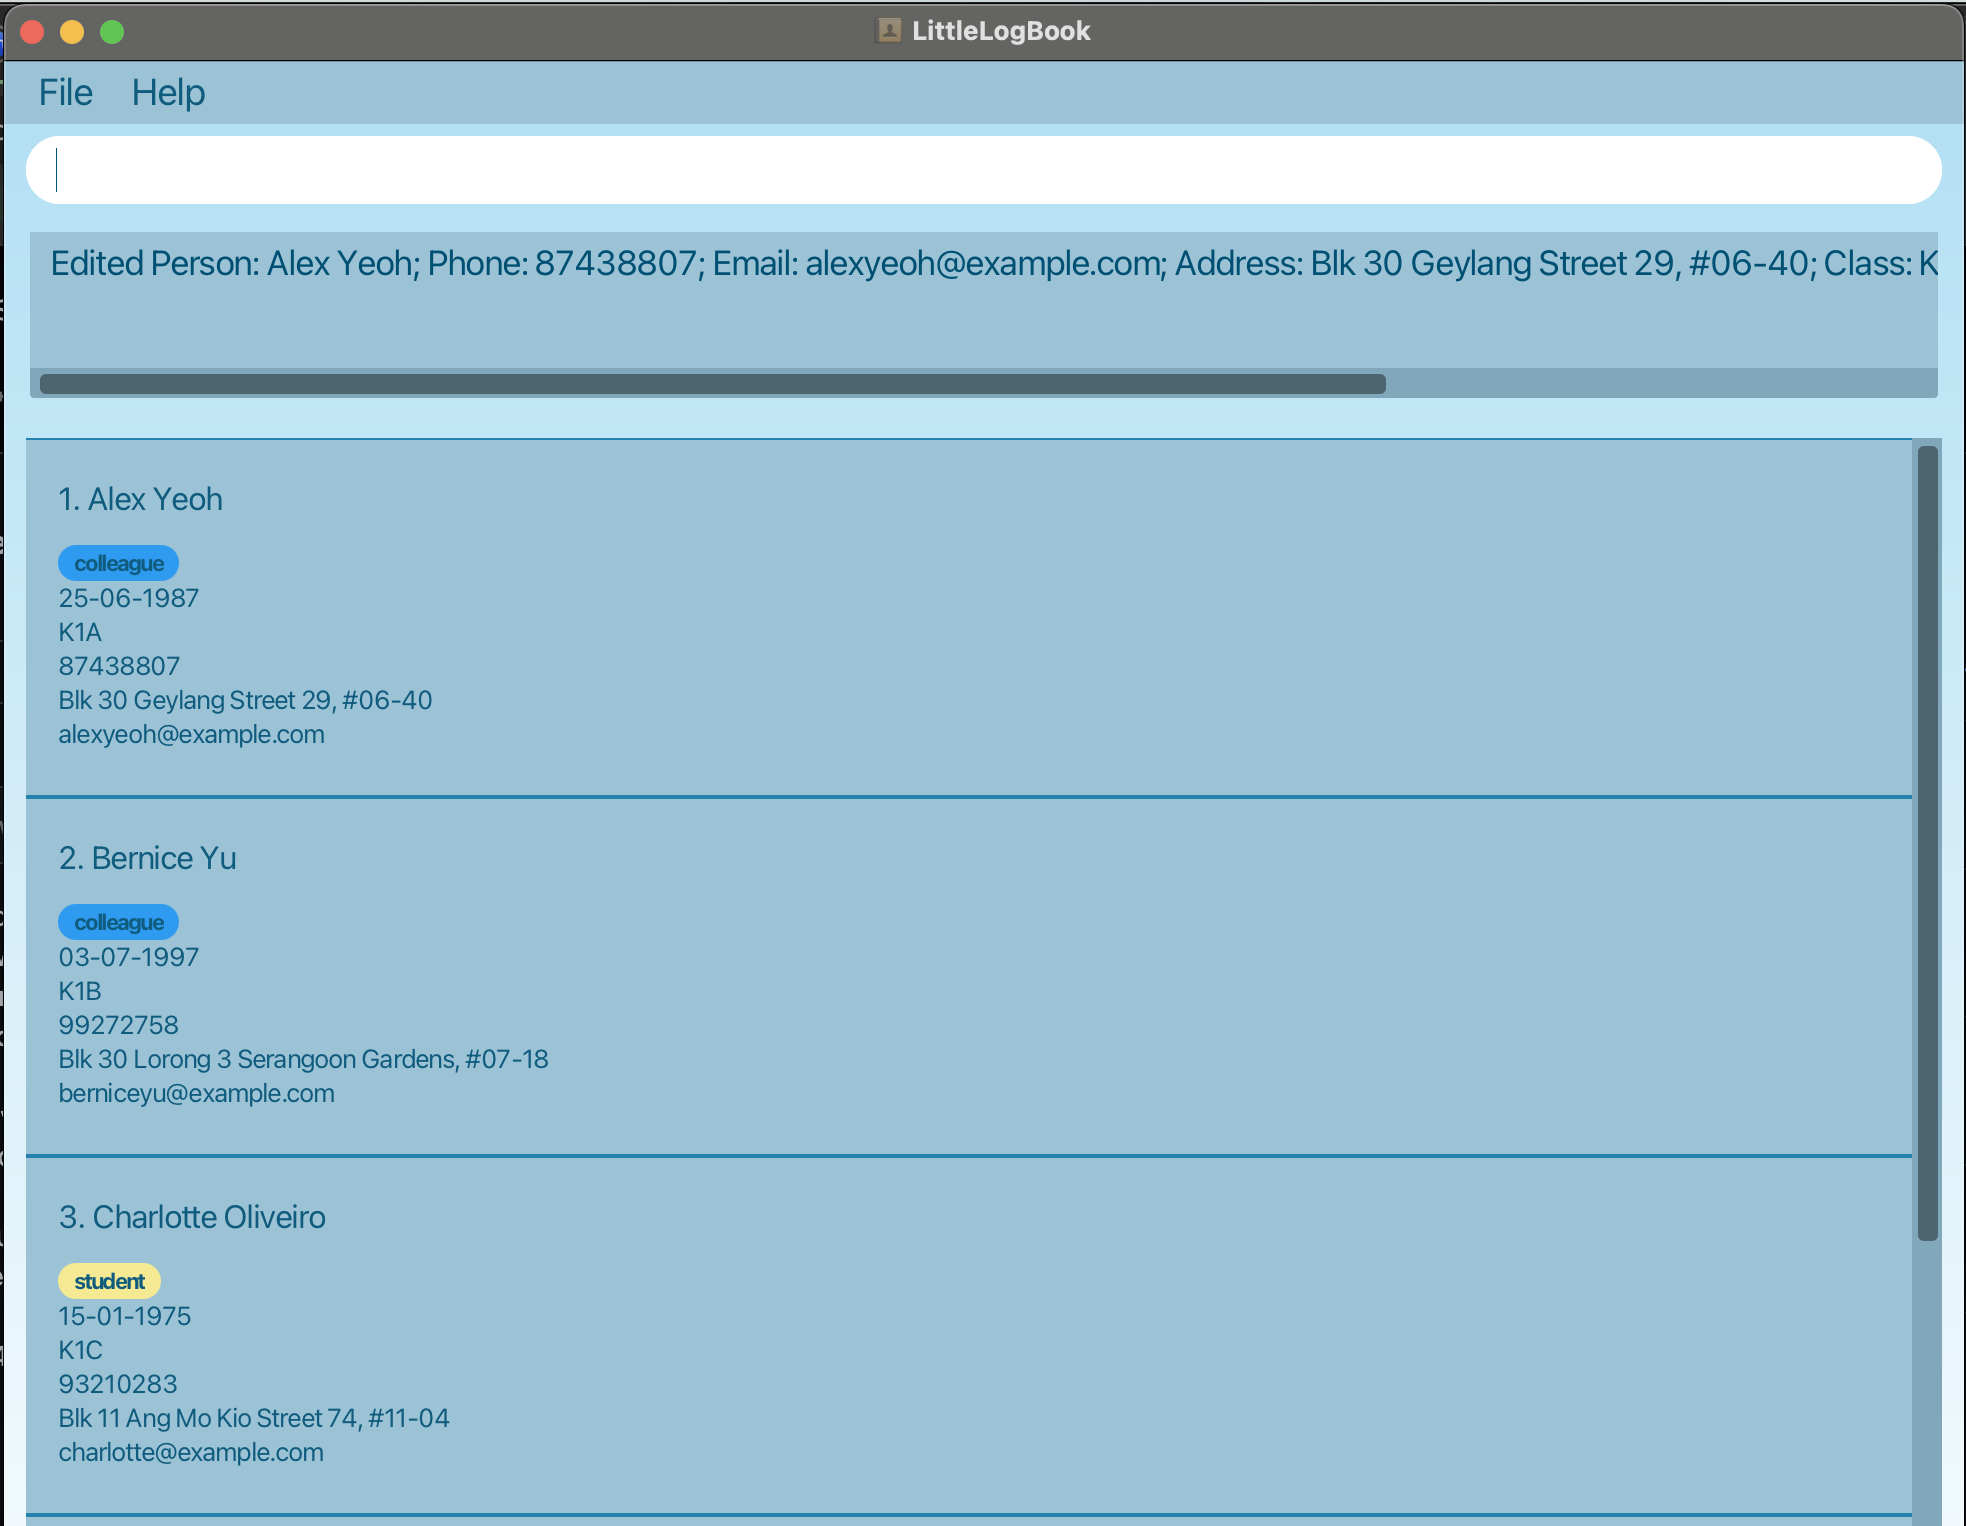 LittleLogBook
File Help
Edited Person: Alex Yeoh; Phone: 87438807; Email: alexyeoh@example.com; Address: Blk 30 Geylang Street 29, #06-40; Class: K
1. Alex Yeoh
colleague
25-06-1987
K1A
87438807
Blk 30 Geylang Street 29, #06-40
alexyeoh@example.com
2. Bernice Yu
colleague
03-07-1997
K1B
99272758
Blk 30 Lorong 3 Serangoon Gardens, #07-18
berniceyu@example.com
3. Charlotte Oliveiro
student
15-01-1975
K1C
93210283
Blk 11 Ang Mo Kio Street 74, #11-04
charlotte@example.com